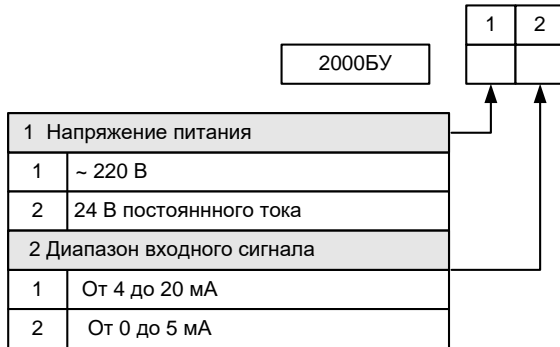 1 2
2000БУ
1 Напряжение питания
1 ~ 220 В
2 24 В постояннного тока
2 Диапазон входного сигнала
1 От 4 до 20 мА
2 От 0 до 5 мА